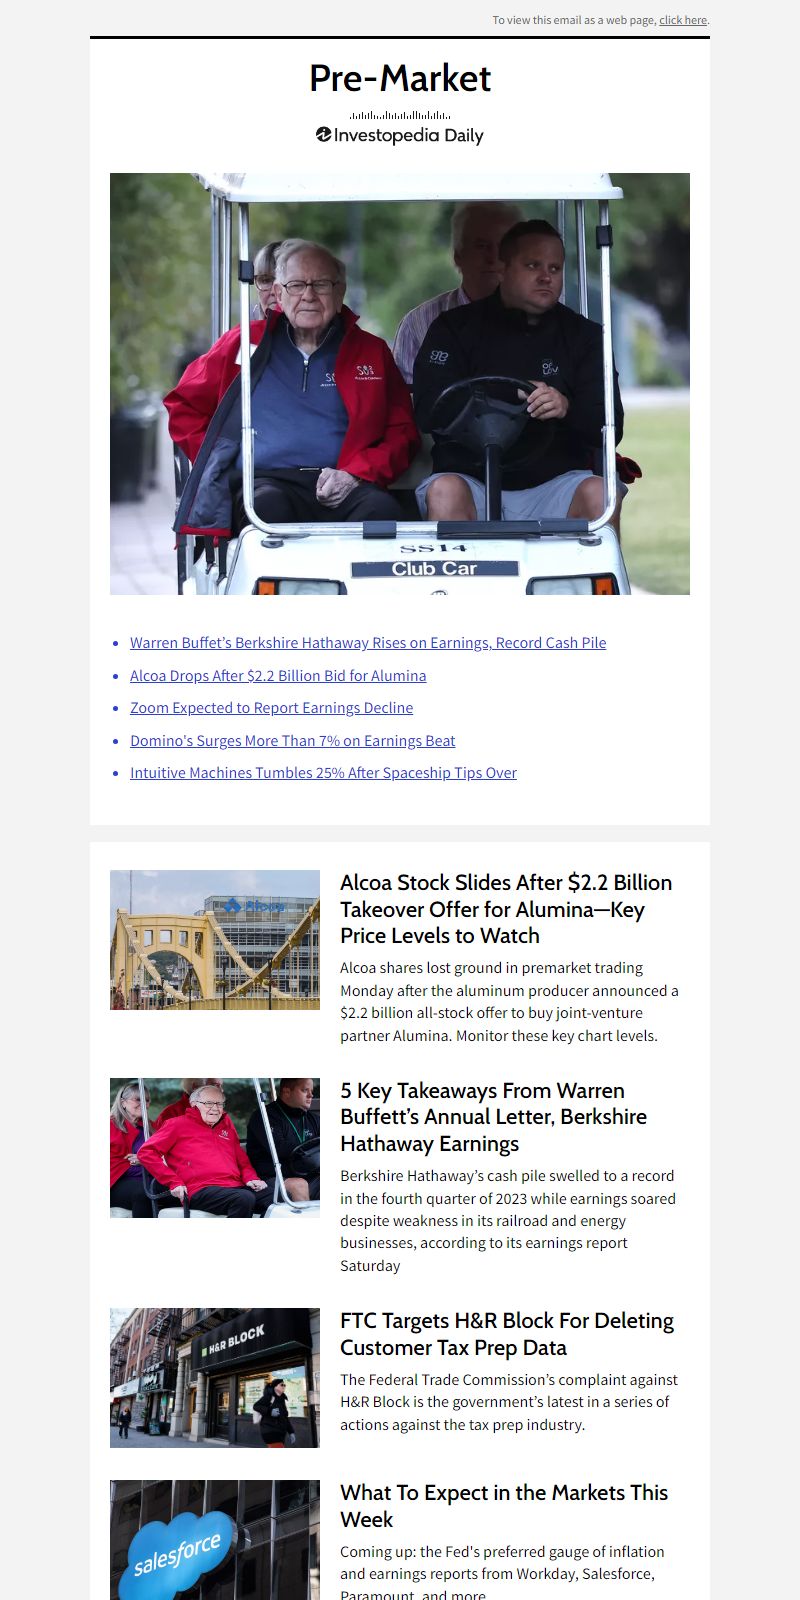 To view this email as a web page, click here.
Pre-Market
Investopedia Daily
SS14
Club Car
Warren Buffet’s Berkshire Hathaway Rises on Earnings, Record Cash Pile
Alcoa Drops After $2.2 Billion Bid for Alumina
Zoom Expected to Report Earnings Decline
Domino's Surges More Than 7% on Earnings Beat
Intuitive Machines Tumbles 25% After Spaceship Tips Over
Alcoa
Alcoa Stock Slides After $2.2 Billion
Takeover Offer for Alumina—Key
Price Levels to Watch
Alcoa shares lost ground in premarket trading
Monday after the aluminum producer announced a
$2.2 billion all-stock offer to buy joint-venture
partner Alumina. Monitor these key chart levels.
5 Key Takeaways From Warren
Buffett’s Annual Letter, Berkshire
Hathaway Earnings
Berkshire Hathaway’s cash pile swelled to a record
in the fourth quarter of 2023 while earnings soared
despite weakness in its railroad and energy
businesses, according to its earnings report
Saturday
H&R BLOCK
FTC Targets H&R Block For Deleting
Customer Tax Prep Data
The Federal Trade Commission’s complaint against
H&R Block is the government’s latest in a series of
actions against the tax prep industry.
salesforce
What To Expect in the Markets This
Week
Coming up: the Fed's preferred gauge of inflation
and earnings reports from Workday, Salesforce,
Paramount, and more